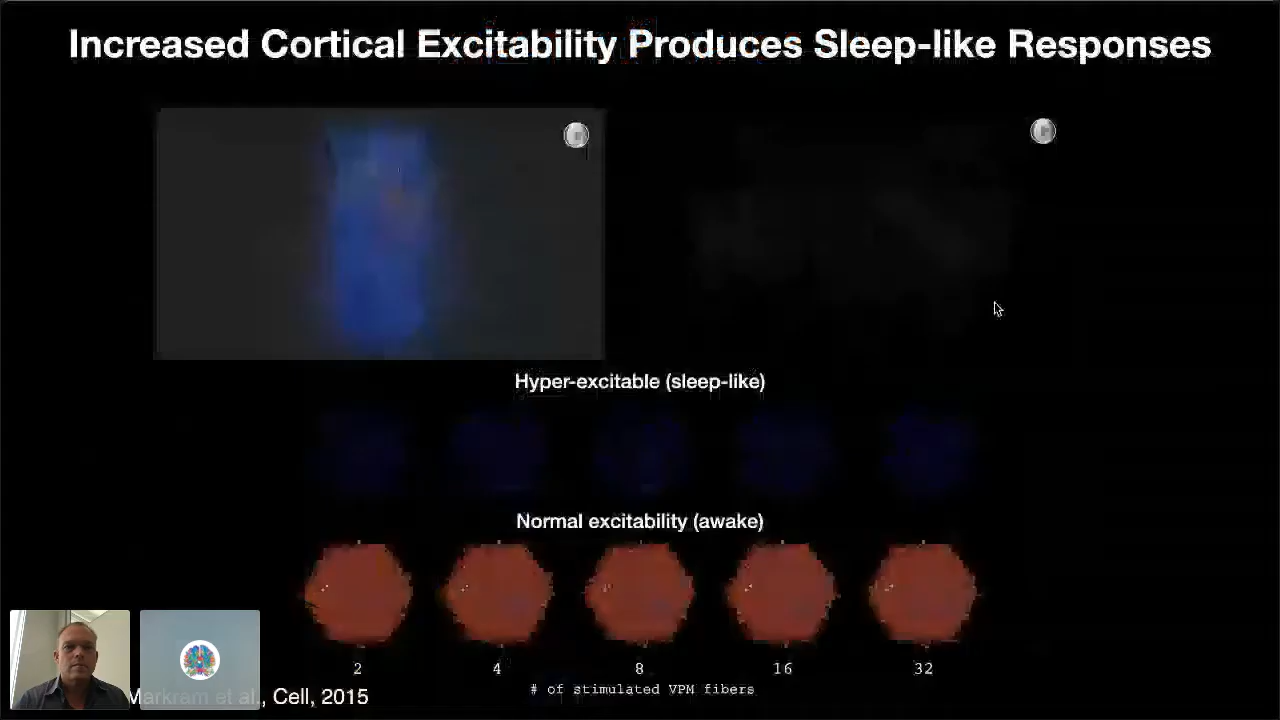 Increased Cortical Excitability Produces Sleep-like Responses
Hyper-excitable (sleep-like)
Normal excitability (awake)
2 4 8 16 32
# of stimulated VPM fibers
Markram et al., Cell, 2015